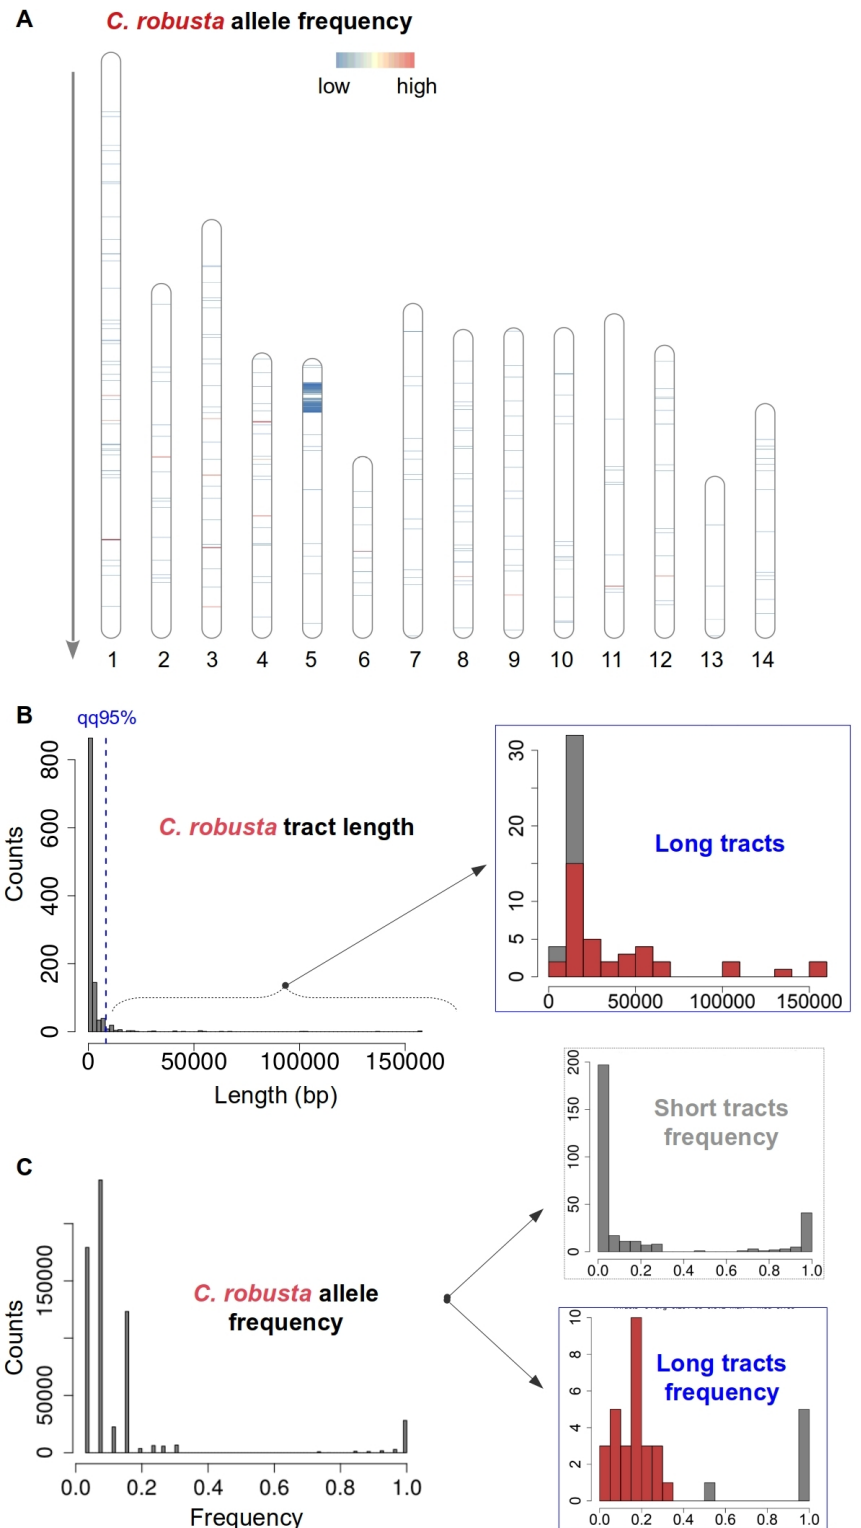 A
C. robusta allele frequency
low high
1 2 3 4 5 6 7 8 9 10 11 12 13 14
B
qq95%
C. robusta tract length
Counts
0 200 400 600 800
0 50000 100000 150000
Length (bp)
Long tracts
0 5 10 20 30
0 50000 100000 150000
C
C. robusta allele
frequency
Counts
0 50000 150000
0.0 0.2 0.4 0.6 0.8 1.0
Frequency
Short tracts
frequency
0 50 100 150 200
0.0 0.2 0.4 0.6 0.8 1.0
Long tracts
frequency
0 2 4 6 8 10
0.0 0.2 0.4 0.6 0.8 1.0